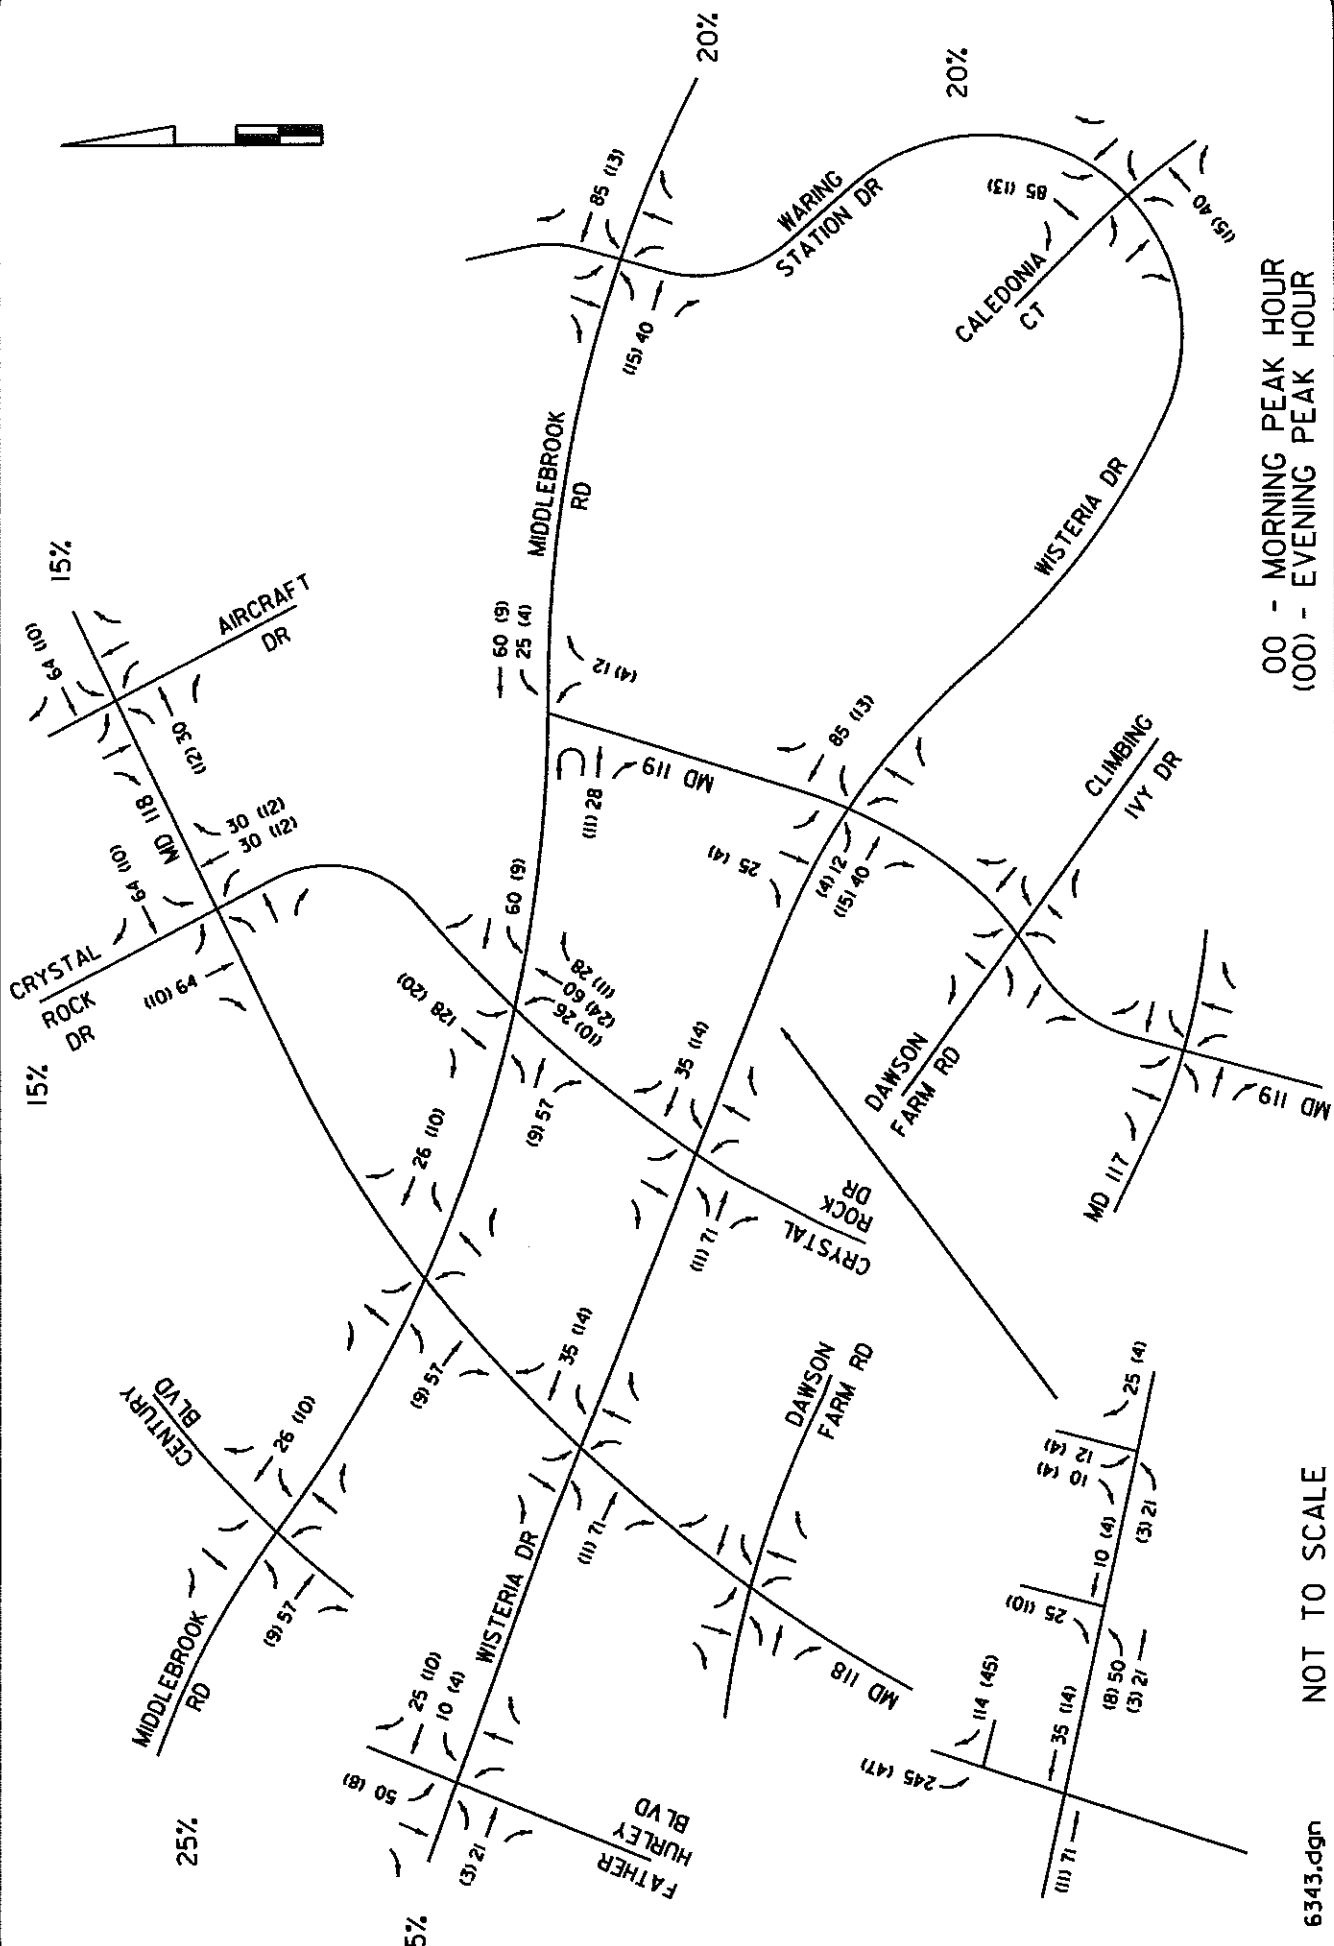 20%
20%
15%
15%
25%
5%
64 (10)
AIRCRAFT
DR
(12) 30
MD 118
30 (12)
30 (12)
64 (10)
CRYSTAL
ROCK
DR
(10) 64
85 (13)
(15) 40
WARING
STATION DR
85 (13)
CALEDONIA
CT
(15) 40
MIDDLEBROOK
RD
60 (9)
25 (4)
(4) 12
(11) 28
MD 119
60 (9)
128 (20)
(11) 28
(24) 60
(10) 26
(9) 57
WISTERIA DR
85 (13)
25 (4)
(4) 12
(15) 40
CLIMBING
IVY DR
DAWSON
FARM RD
MD 117
MD 119
35 (14)
(11) 71
CRYSTAL
ROCK
DR
26 (10)
(9) 57
35 (14)
(11) 71
CENTURY
BLVD
26 (10)
(9) 57
MIDDLEBROOK
RD
WISTERIA DR
DAWSON
FARM RD
MD 118
25 (10)
10 (4)
50 (8)
(3) 21
FATHER
HURLEY
BLVD
25 (4)
12 (4)
10 (4)
(3) 21
10 (4)
25 (10)
(8) 50
(3) 21
114 (45)
245 (47)
35 (14)
(11) 71
00 - MORNING PEAK HOUR
(00) - EVENING PEAK HOUR
NOT TO SCALE
6343.dgn